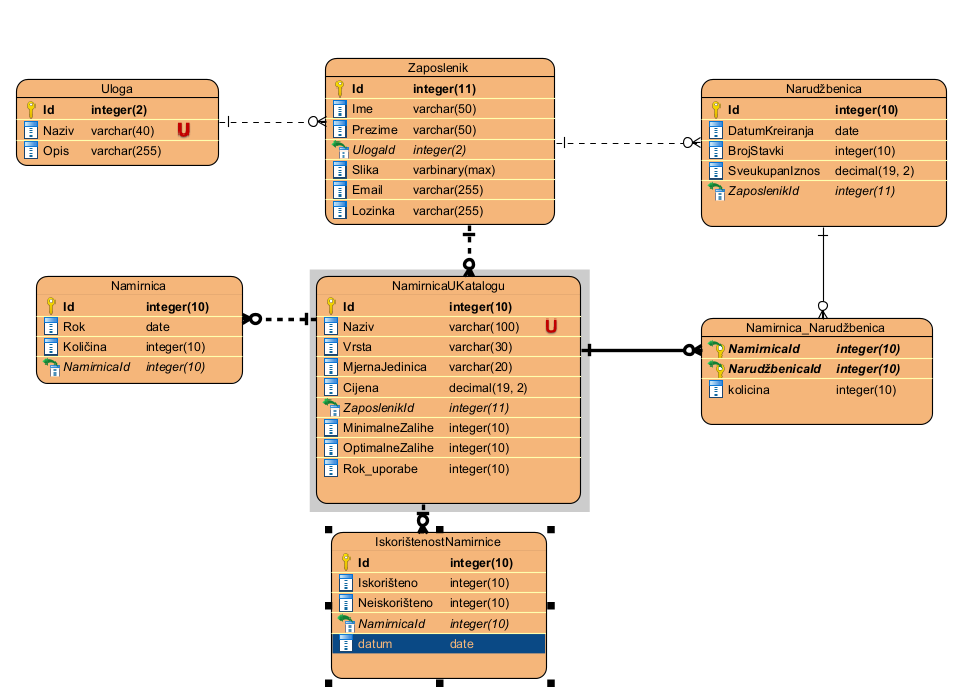 Uloga
Id integer(2)
Naziv varchar(40) U
Opis varchar(255)
Zaposlenik
Id integer(11)
Ime varchar(50)
Prezime varchar(50)
UlogaId integer(2)
Slika varbinary(max)
Email varchar(255)
Lozinka varchar(255)
Narudžbenica
Id integer(10)
DatumKreiranja date
BrojStavki integer(10)
SveukupanIznos decimal(19, 2)
ZaposlenikId integer(11)
Namirnica
Id integer(10)
Rok date
Količina integer(10)
NamirnicaId integer(10)
NamirnicaUKatalogu
Id integer(10)
Naziv varchar(100) U
Vrsta varchar(30)
MjernaJedinica varchar(20)
Cijena decimal(19, 2)
ZaposlenikId integer(11)
MinimalneZalihe integer(10)
OptimalneZalihe integer(10)
Rok_uporabe integer(10)
Namirnica_Narudžbenica
NamirnicaId integer(10)
NarudžbenicaId integer(10)
kolicina integer(10)
IskorištenostNamirnice
Id integer(10)
Iskorišteno integer(10)
Neiskorišteno integer(10)
NamirnicaId integer(10)
datum date